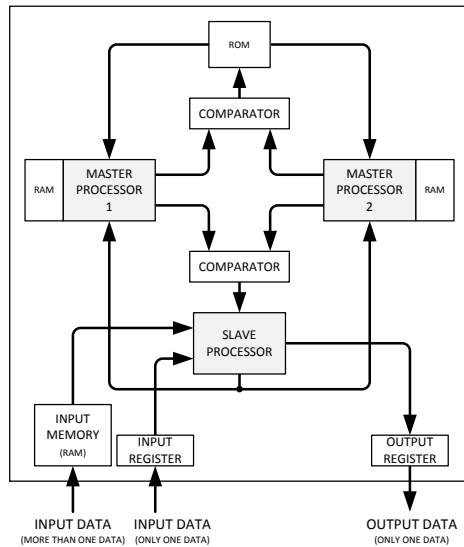 ROM
COMPARATOR
RAM
MASTER
PROCESSOR
1
MASTER
PROCESSOR
2
RAM
COMPARATOR
SLAVE
PROCESSOR
INPUT
MEMORY
(RAM)
INPUT
REGISTER
OUTPUT
REGISTER
INPUT DATA
(MORE THAN ONE DATA)
INPUT DATA
(ONLY ONE DATA)
OUTPUT DATA
(ONLY ONE DATA)